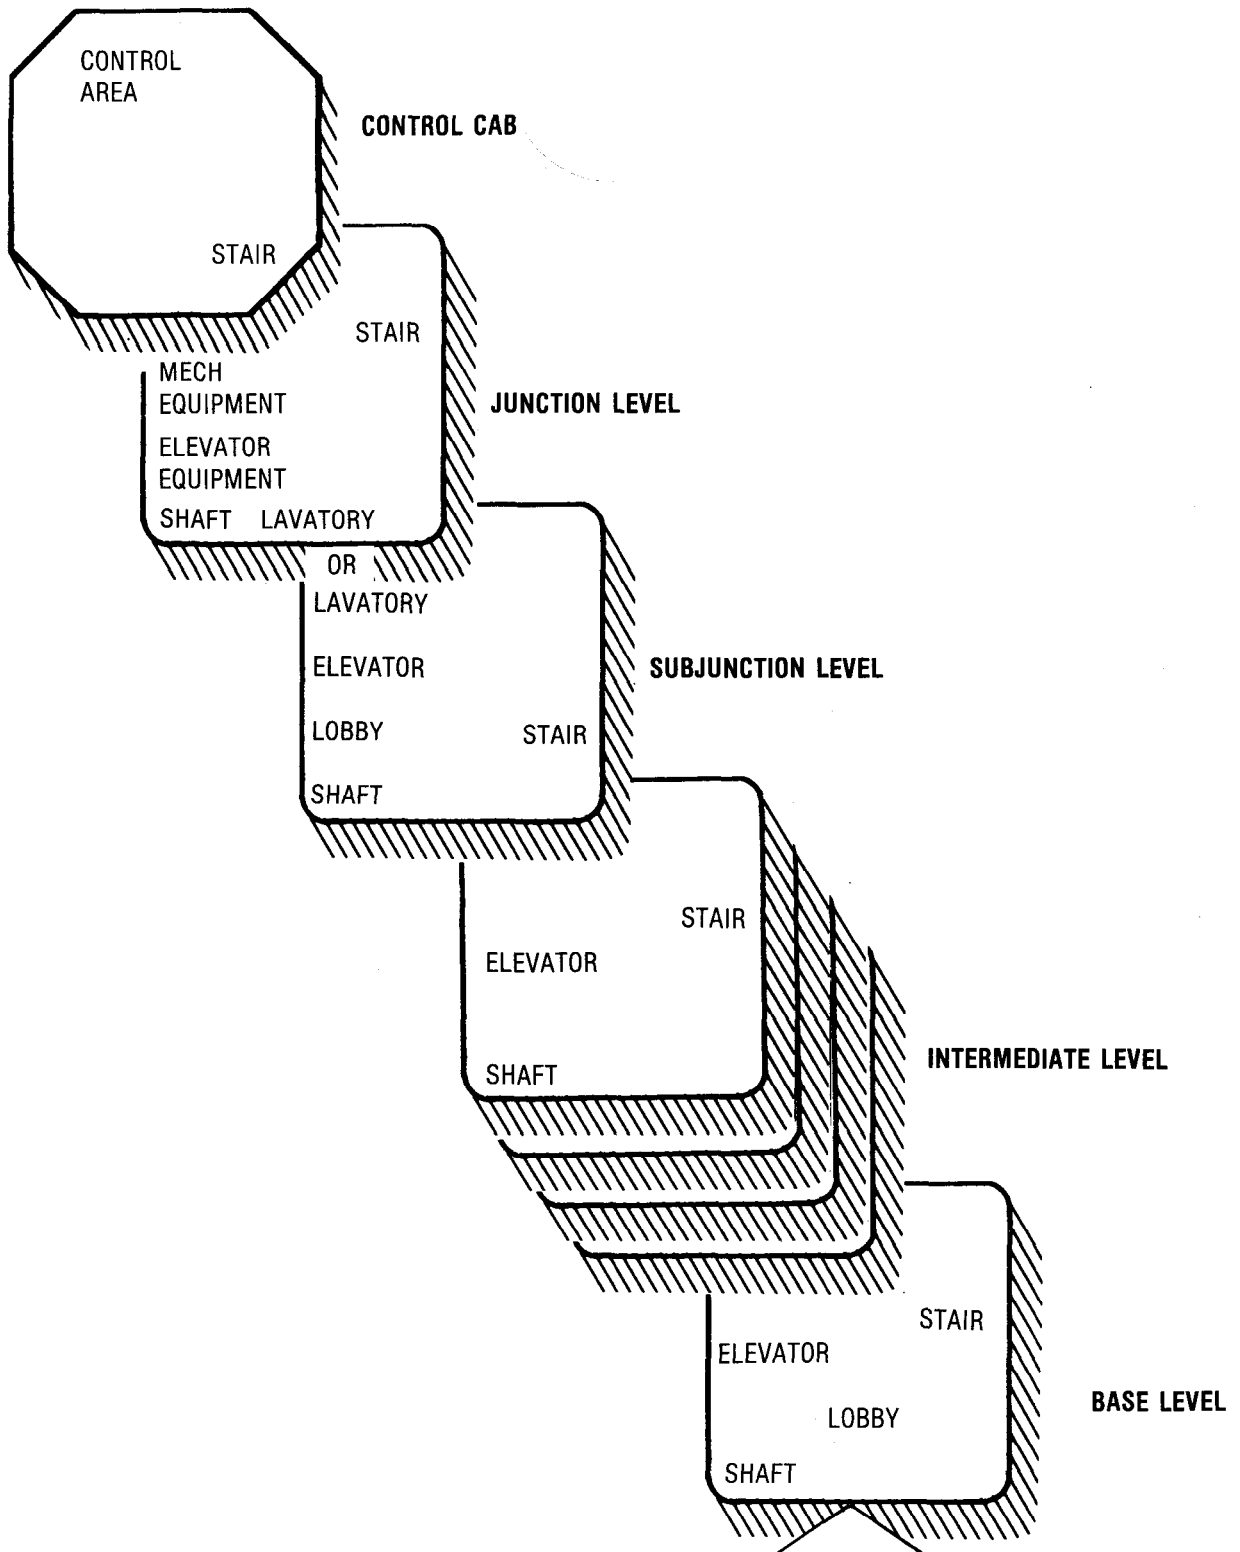 CONTROL
AREA
CONTROL CAB
STAIR
STAIR
MECH
EQUIPMENT
JUNCTION LEVEL
ELEVATOR
EQUIPMENT
SHAFT LAVATORY
OR
LAVATORY
ELEVATOR
SUBJUNCTION LEVEL
LOBBY
STAIR
SHAFT
STAIR
ELEVATOR
INTERMEDIATE LEVEL
SHAFT
STAIR
ELEVATOR
BASE LEVEL
LOBBY
SHAFT